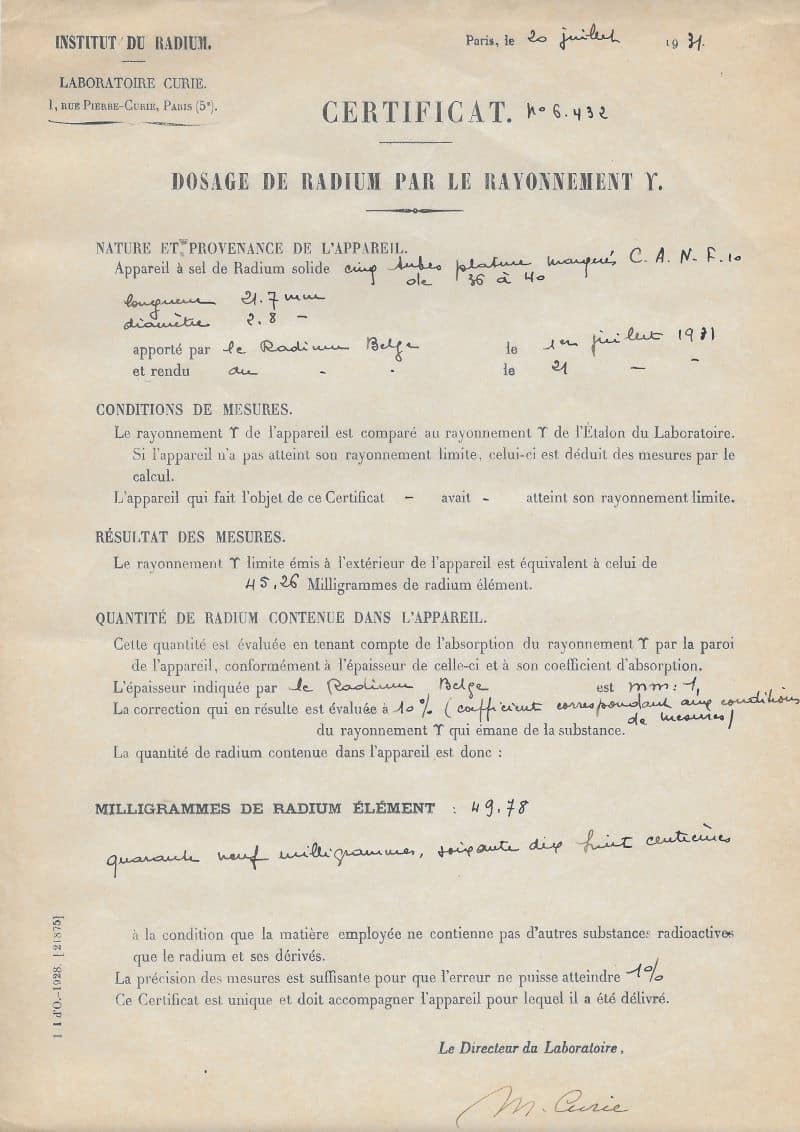 INSTITUT DU RADIUM.
LABORATOIRE CURIE.
1, RUE PIERRE-CURIE, PARIS (5e).
Paris, le 20 juillet 1931.
CERTIFICAT. No 6.432
DOSAGE DE RADIUM PAR LE RAYONNEMENT ϒ.
NATURE ET PROVENANCE DE L'APPAREIL.
Appareil à sel de Radium solide cinq tubes platine marqués C. A. N. F. 10
de 36 à 40
longueur 21.7 mm
diamètre 2.8 -
apporté par le Radium Belge le 1er juillet 1931
et rendu au - - le 21 - -
CONDITIONS DE MESURES.
Le rayonnement ϒ de l'appareil est comparé au rayonnement ϒ de l'Étalon du Laboratoire.
Si l'appareil n'a pas atteint son rayonnement limite, celui-ci est déduit des mesures par le
calcul.
L'appareil qui fait l'objet de ce Certificat - avait - atteint son rayonnement limite.
RÉSULTAT DES MESURES.
Le rayonnement ϒ limite émis à l'extérieur de l'appareil est équivalent à celui de
45,26 Milligrammes de radium élément.
QUANTITÉ DE RADIUM CONTENUE DANS L'APPAREIL.
Cette quantité est évaluée en tenant compte de l'absorption du rayonnement ϒ par la paroi
de l'appareil, conformément à l'épaisseur de celle-ci et à son coefficient d'absorption.
L'épaisseur indiquée par le Radium Belge est mm: 1,
La correction qui en résulte est évaluée à 10 % (coefficient correspondant aux conditions
de mesures)
du rayonnement ϒ qui émane de la substance.
La quantité de radium contenue dans l'appareil est donc :
MILLIGRAMMES DE RADIUM ÉLÉMENT : 49.78
quarante neuf milligrammes, soixante dix huit centièmes
à la condition que la matière employée ne contienne pas d'autres substances radioactives
que le radium et ses dérivés.
La précision des mesures est suffisante pour que l'erreur ne puisse atteindre 1%
Ce Certificat est unique et doit accompagner l'appareil pour lequel il a été délivré.
Le Directeur du Laboratoire,
M. Curie
1 1 d'O.-1928. [21875]